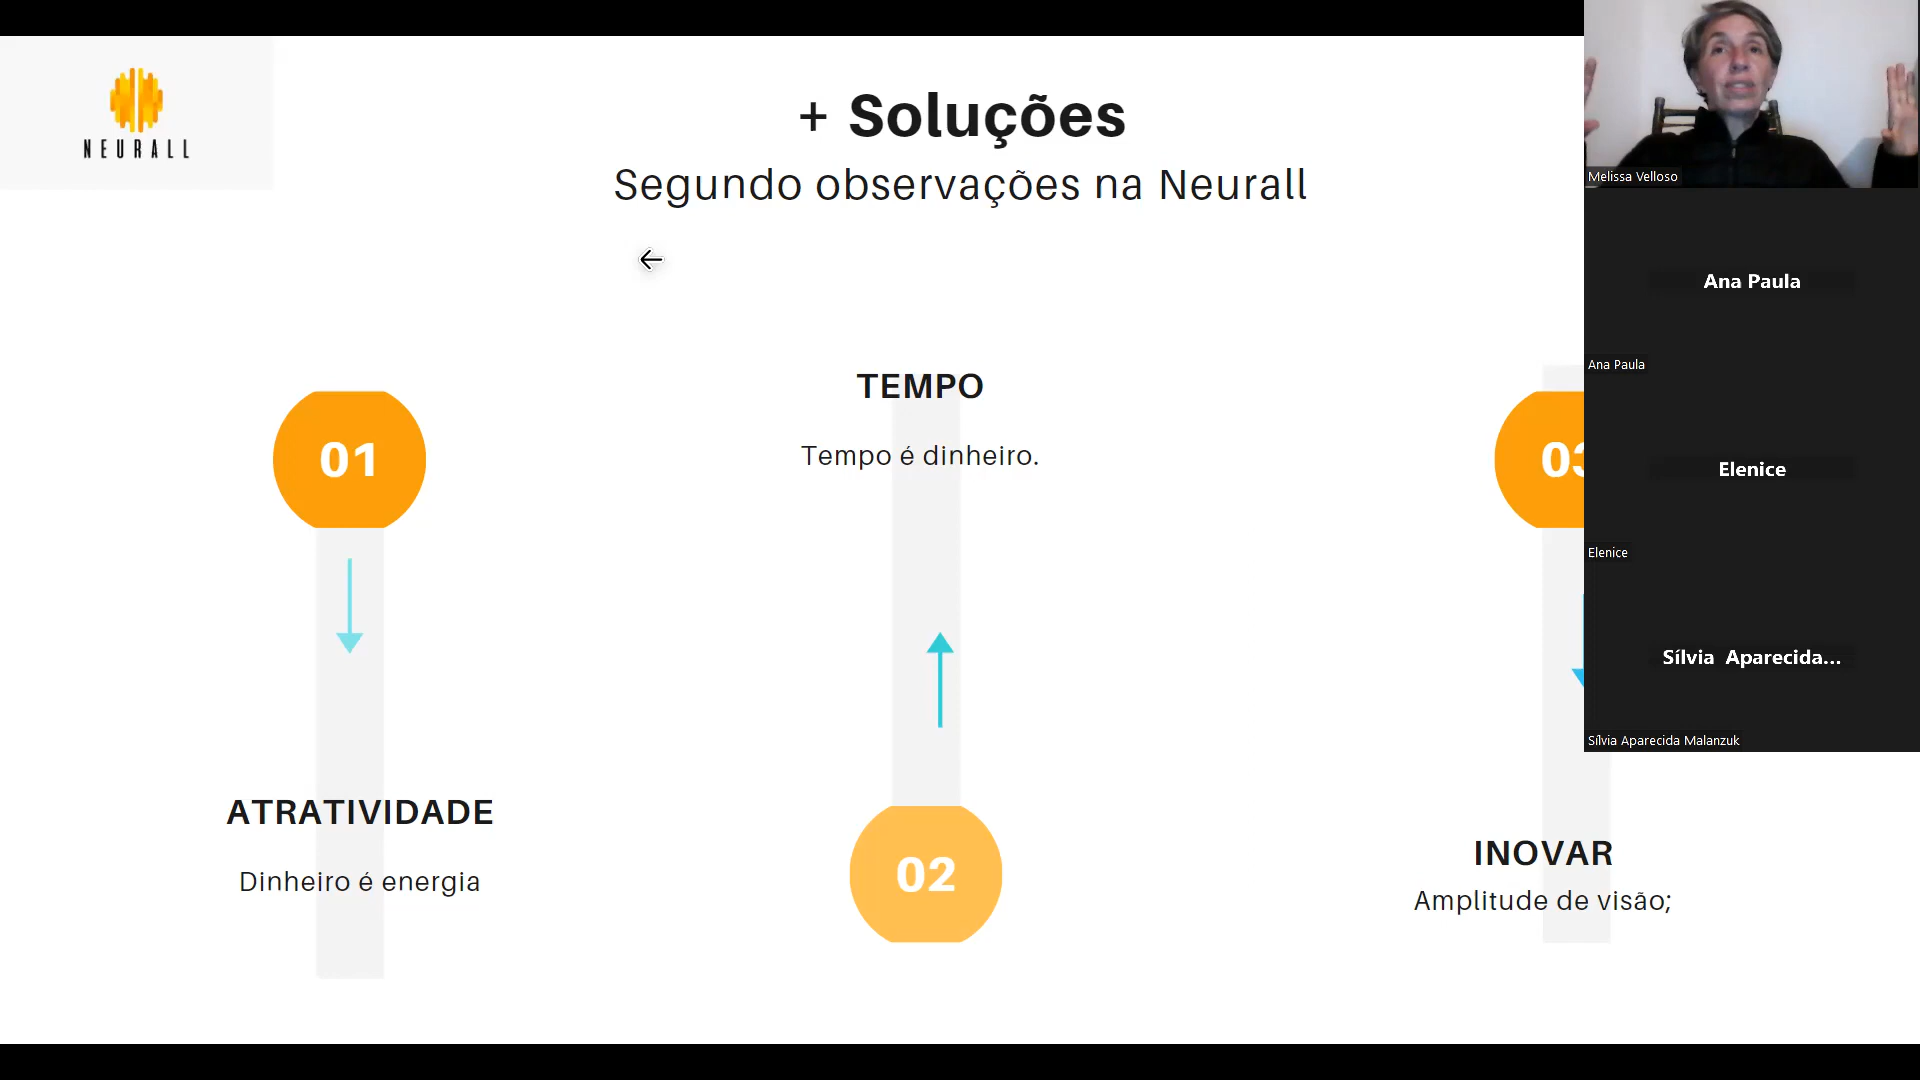 NEURALL
+ Soluções
Segundo observações na Neurall
01
ATRATIVIDADE
Dinheiro é energia
TEMPO
Tempo é dinheiro.
02
03
INOVAR
Amplitude de visão;
Melissa Velloso
Ana Paula
Ana Paula
Elenice
Elenice
Sílvia Aparecida...
Sílvia Aparecida Malanzuk